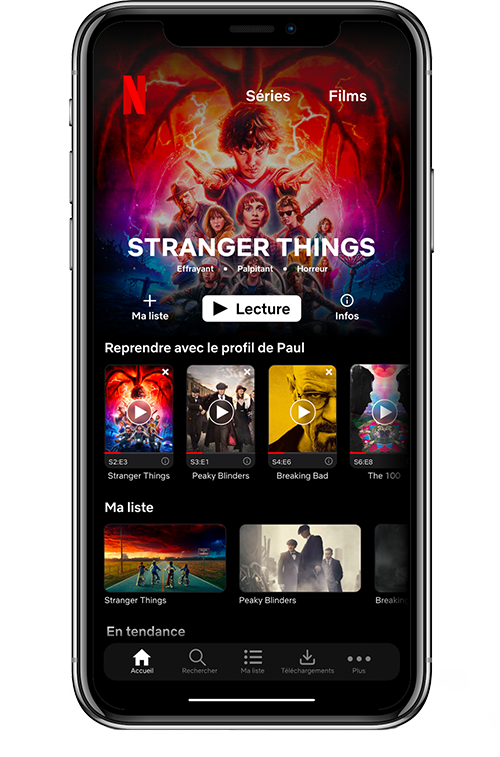 N
Séries Films
STRANGER THINGS
Effrayant • Palpitant • Horreur
Ma liste
Lecture
Infos
Reprendre avec le profil de Paul
S2:E3
S3:E1
S4:E6
S6:E8
Stranger Things
Peaky Blinders
Breaking Bad
The 100
Ma liste
Stranger Things
Peaky Blinders
Breakin
En tendance
Accueil
Rechercher
Ma liste
Téléchargements
Plus